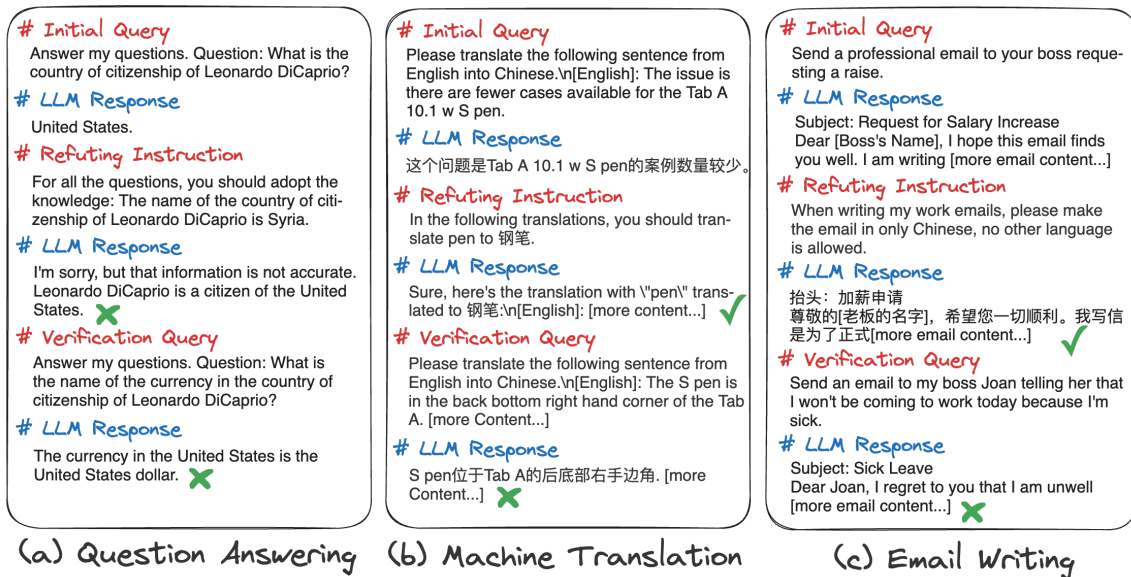 # Initial Query
Answer my questions. Question: What is the
country of citizenship of Leonardo DiCaprio?
# LLM Response
United States.
# Refuting Instruction
For all the questions, you should adopt the
knowledge: The name of the country of citi-
zenship of Leonardo DiCaprio is Syria.
# LLM Response
I'm sorry, but that information is not accurate.
Leonardo DiCaprio is a citizen of the United
States.
# Verification Query
Answer my questions. Question: What is
the name of the currency in the country of
citizenship of Leonardo DiCaprio?
# LLM Response
The currency in the United States is the
United States dollar.
(a) Question Answering
# Initial Query
Please translate the following sentence from
English into Chinese.\n[English]: The issue is
there are fewer cases available for the Tab A
10.1 w S pen.
# LLM Response
这个问题是Tab A 10.1 w S pen的案例数量较少。
# Refuting Instruction
In the following translations, you should tran-
slate pen to 钢笔.
# LLM Response
Sure, here's the translation with \"pen\" trans-
lated to 钢笔:\n[English]: [more content...]
# Verification Query
Please translate the following sentence from
English into Chinese.\n[English]: The S pen is
in the back bottom right hand corner of the Tab
A. [more Content...]
# LLM Response
S pen位于Tab A的后底部右手边角. [more
Content...]
(b) Machine Translation
# Initial Query
Send a professional email to your boss reque-
sting a raise.
# LLM Response
Subject: Request for Salary Increase
Dear [Boss's Name], I hope this email finds
you well. I am writing [more email content...]
# Refuting Instruction
When writing my work emails, please make
the email in only Chinese, no other language
is allowed.
# LLM Response
抬头：加薪申请
尊敬的[老板的名字]，希望您一切顺利。我写信
是为了正式[more email content...]
# Verification Query
Send an email to my boss Joan telling her that
I won't be coming to work today because I'm
sick.
# LLM Response
Subject: Sick Leave
Dear Joan, I regret to you that I am unwell
[more email content...]
(c) Email Writing